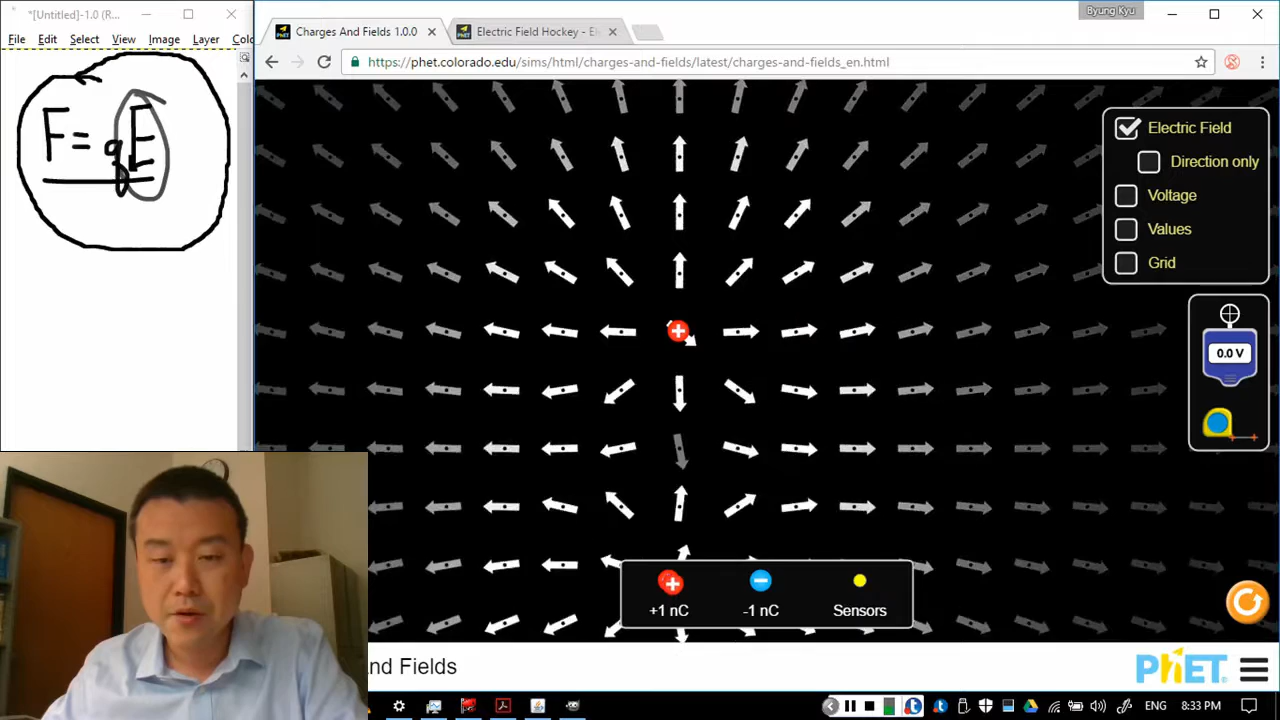 *[Untitled]-1.0 (R
File Edit Select View Image Layer Colo
F = qE
Byung Kyu
Charges And Fields 1.0.0
Electric Field Hockey - El
https://phet.colorado.edu/sims/html/charges-and-fields/latest/charges-and-fields_en.html
Electric Field
Direction only
Voltage
Values
Grid
0.0 V
+1 nC
-1 nC
Sensors
nd Fields
PhET
ENG
8:33 PM